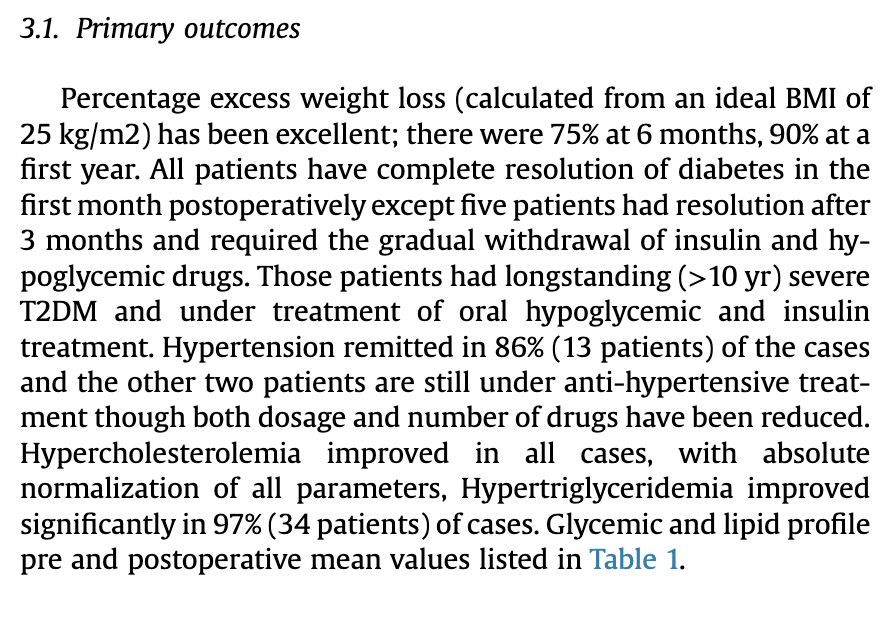 3.1. Primary outcomes
Percentage excess weight loss (calculated from an ideal BMI of
25 kg/m2) has been excellent; there were 75% at 6 months, 90% at a
first year. All patients have complete resolution of diabetes in the
first month postoperatively except five patients had resolution after
3 months and required the gradual withdrawal of insulin and hy-
poglycemic drugs. Those patients had longstanding (>10 yr) severe
T2DM and under treatment of oral hypoglycemic and insulin
treatment. Hypertension remitted in 86% (13 patients) of the cases
and the other two patients are still under anti-hypertensive treat-
ment though both dosage and number of drugs have been reduced.
Hypercholesterolemia improved in all cases, with absolute
normalization of all parameters, Hypertriglyceridemia improved
significantly in 97% (34 patients) of cases. Glycemic and lipid profile
pre and postoperative mean values listed in Table 1.